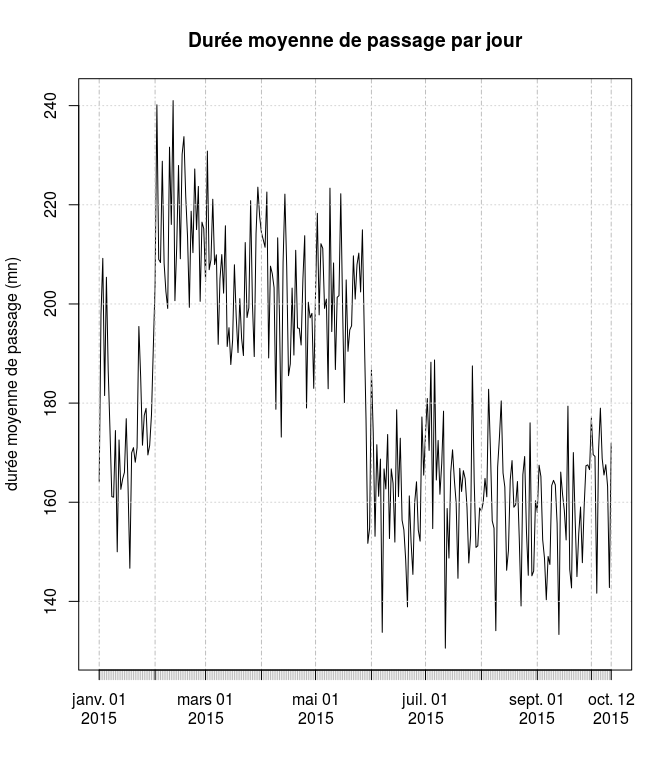 Durée moyenne de passage par jour
durée moyenne de passage (mn)
240
220
200
180
160
140
janv. 01
2015
mars 01
2015
mai 01
2015
juil. 01
2015
sept. 01
2015
oct. 12
2015